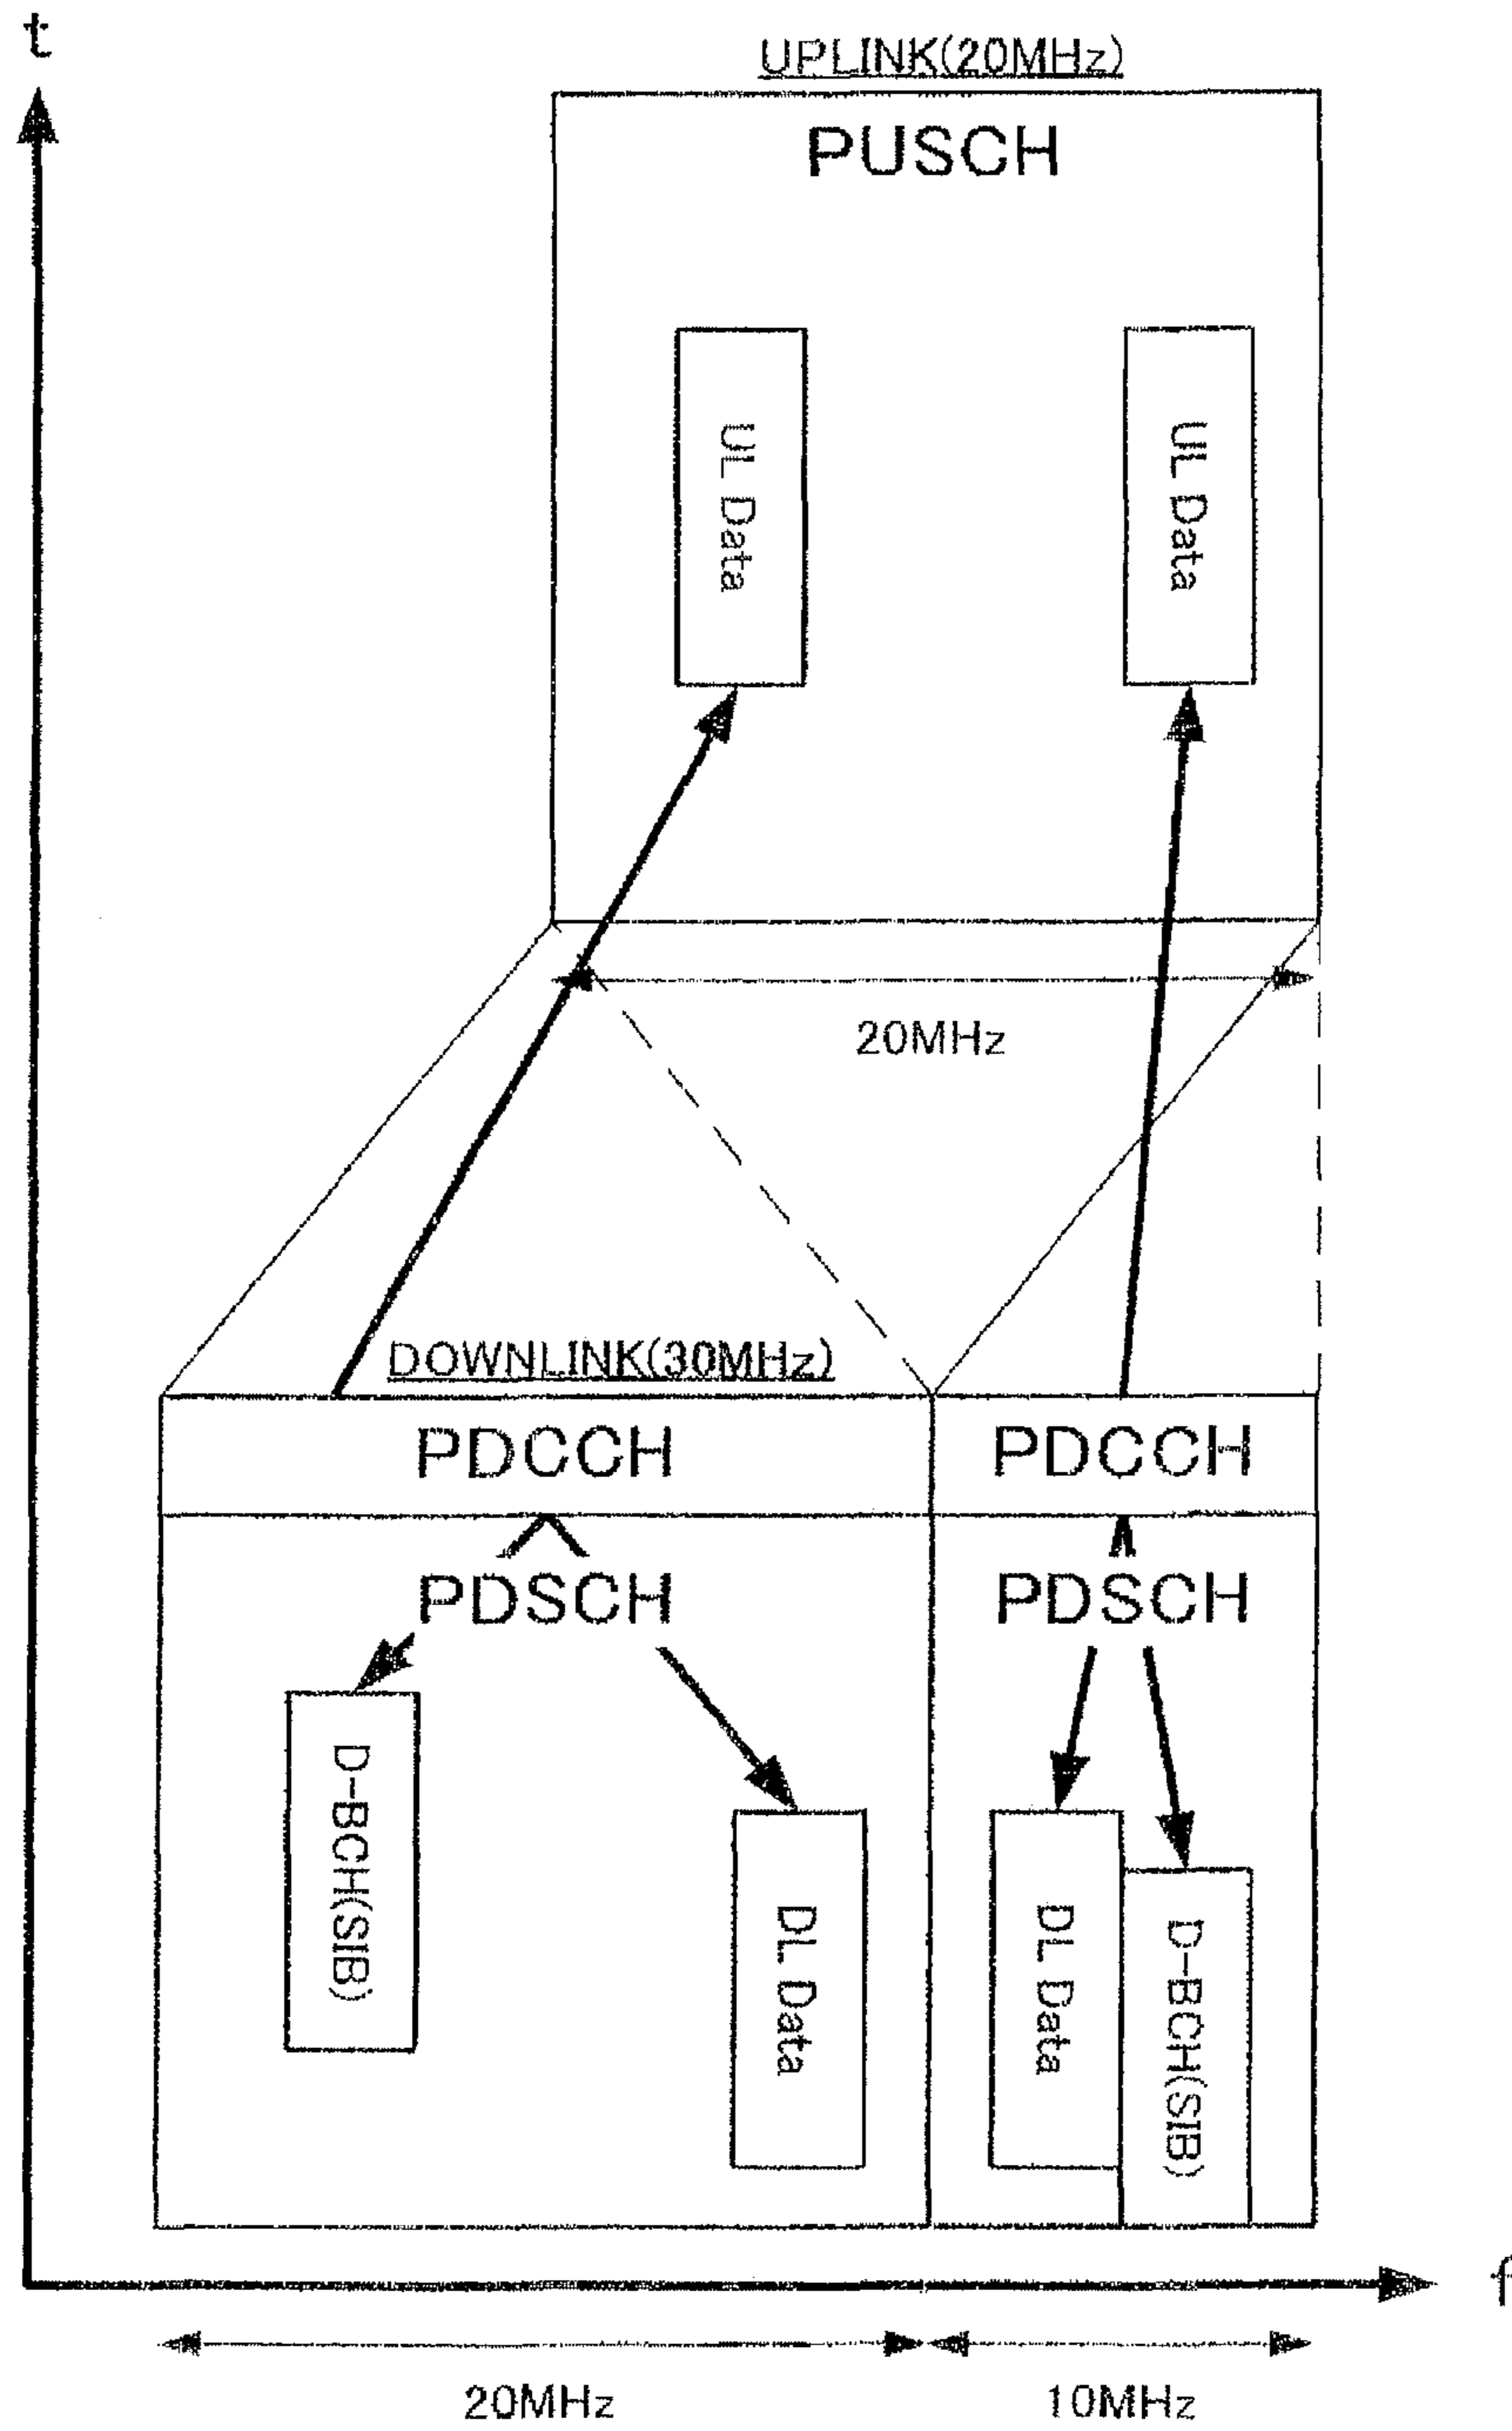 t
UPLINK(20MHz)
PUSCH
UL Data
UL Data
20MHz
DOWNLINK(30MHz)
PDCCH
PDCCH
PDSCH
PDSCH
D-BCH(SIB)
DL Data
DL Data
D-BCH(SIB)
f
20MHz
10MHz